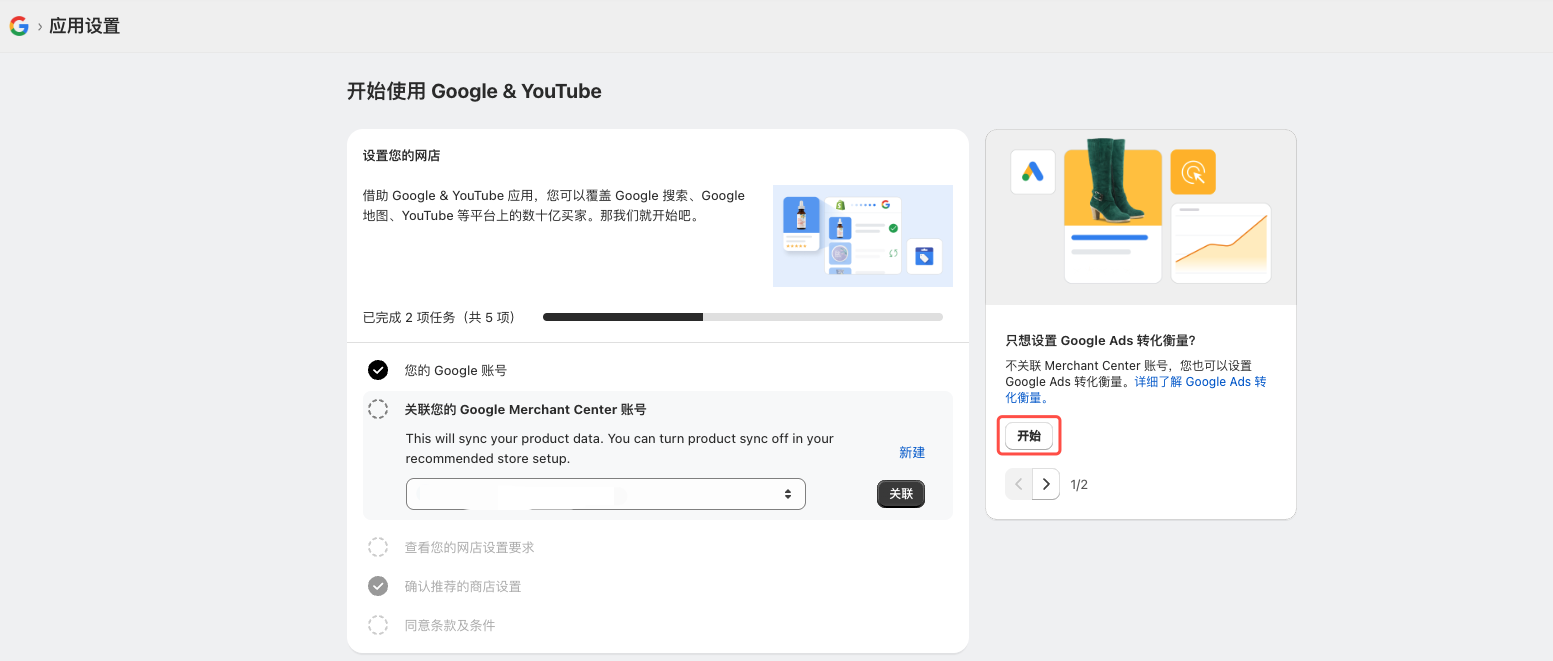 › 应用设置
开始使用 Google & YouTube
设置您的网店
借助 Google & YouTube 应用，您可以覆盖 Google 搜索、Google
地图、YouTube 等平台上的数十亿买家。那我们就开始吧。
已完成 2 项任务（共 5 项）
您的 Google 账号
关联您的 Google Merchant Center 账号
This will sync your product data. You can turn product sync off in your
recommended store setup.
新建
关联
查看您的网店设置要求
确认推荐的商店设置
同意条款及条件
只想设置 Google Ads 转化衡量?
不关联 Merchant Center 账号，您也可以设置
Google Ads 转化衡量。详细了解 Google Ads 转
化衡量。
开始
1/2